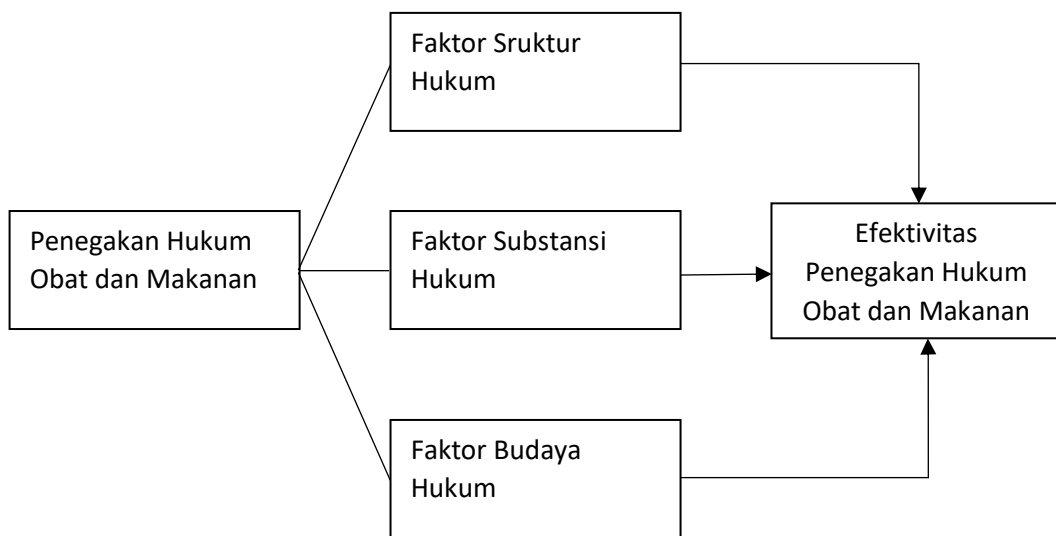 Faktor Sruktur
Hukum
Penegakan Hukum
Obat dan Makanan
Faktor Substansi
Hukum
Efektivitas
Penegakan Hukum
Obat dan Makanan
Faktor Budaya
Hukum